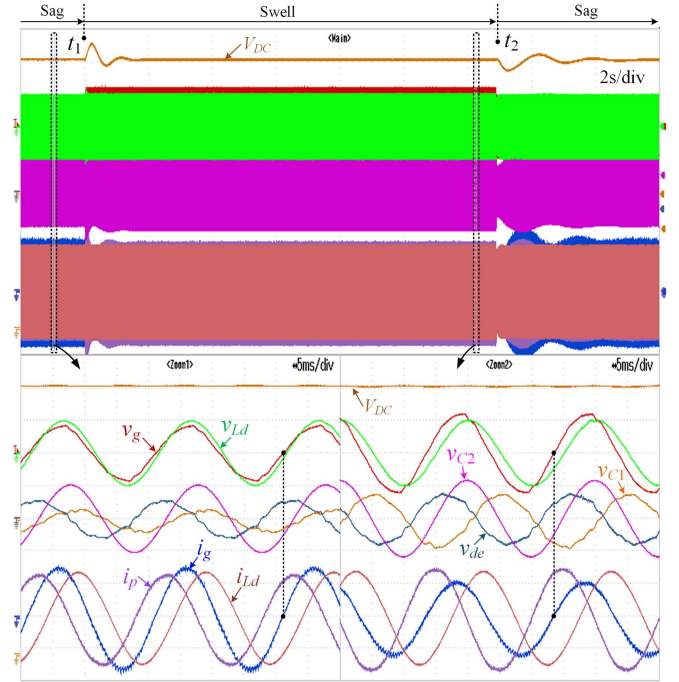 Sag Swell Sag
t1 <Main> t2
VDC
2s/div
<Zoom1> 5ms/div <Zoom2> 5ms/div
VDC
vg vLd
vC2 vC1
vde
ip ig iLd